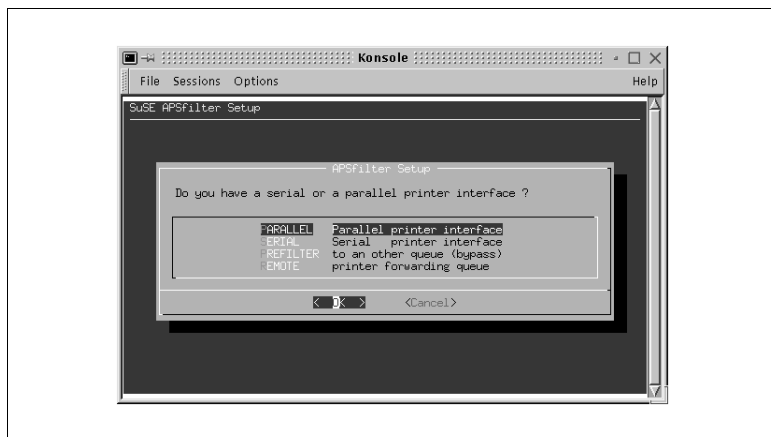 Konsole
File Sessions Options Help
SuSE APSfilter Setup
APSfilter Setup
Do you have a serial or a parallel printer interface ?
PARALLEL Parallel printer interface
SERIAL Serial printer interface
PREFILTER to an other queue (bypass)
REMOTE printer forwarding queue
< OK > <Cancel>